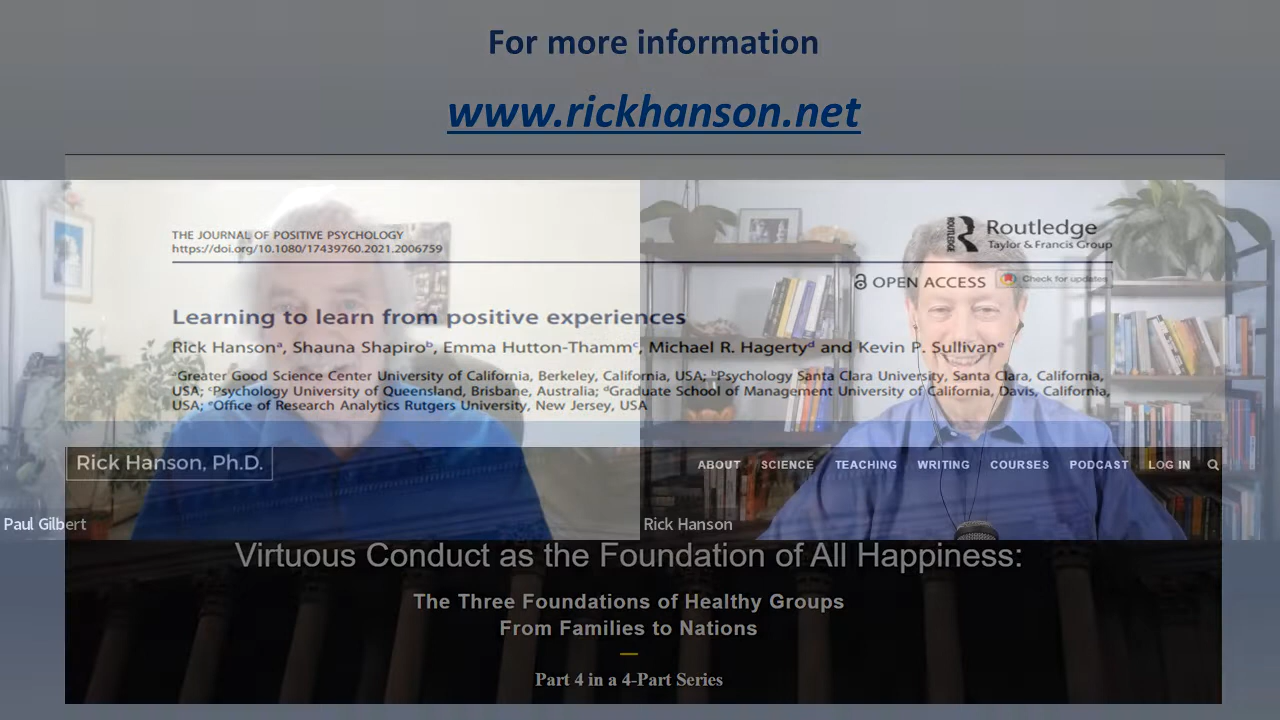 For more information
www.rickhanson.net
THE JOURNAL OF POSITIVE PSYCHOLOGY
https://doi.org/10.1080/17439760.2021.2006759
ROUTLEDGE
Routledge
Taylor & Francis Group
OPEN ACCESS
Check for updates
Learning to learn from positive experiences
Rick Hansonᵃ, Shauna Shapiroᵇ, Emma Hutton-Thammᶜ, Michael R. Hagertyᵈ and Kevin P. Sullivanᵉ
ᵃGreater Good Science Center University of California, Berkeley, California, USA; ᵇPsychology Santa Clara University, Santa Clara, California,
USA; ᶜPsychology University of Queensland, Brisbane, Australia; ᵈGraduate School of Management University of California, Davis, California,
USA; ᵉOffice of Research Analytics Rutgers University, New Jersey, USA
Rick Hanson, Ph.D.
ABOUT SCIENCE TEACHING WRITING COURSES PODCAST LOG IN
Paul Gilbert
Rick Hanson
Virtuous Conduct as the Foundation of All Happiness:
The Three Foundations of Healthy Groups
From Families to Nations
Part 4 in a 4-Part Series